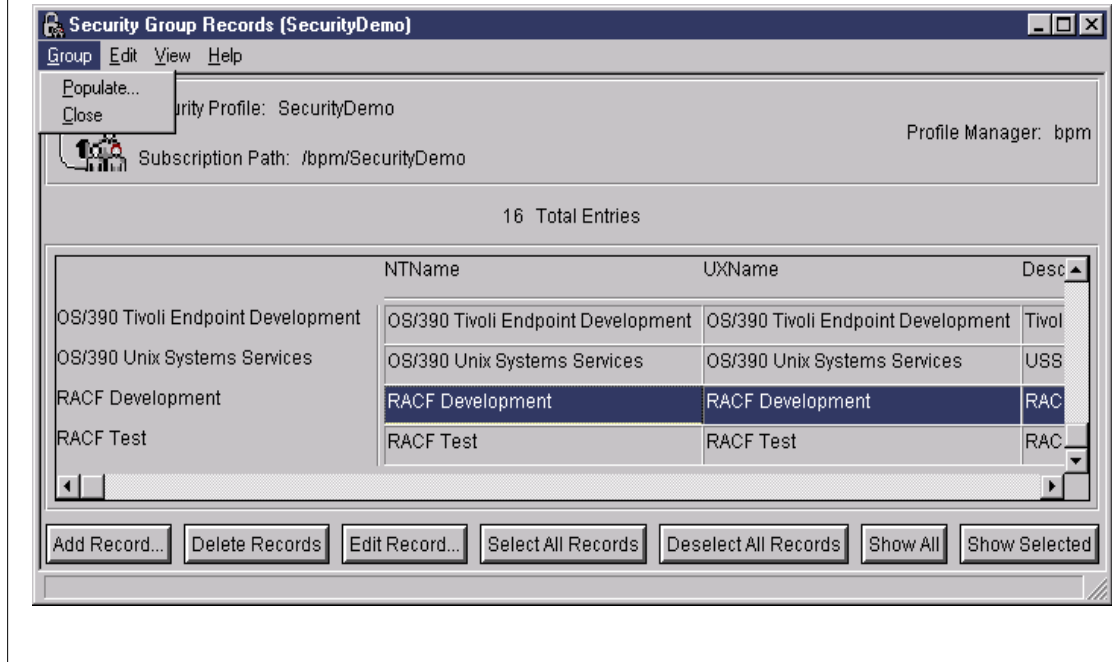 Security Group Records (SecurityDemo)
Group Edit View Help
Populate...
Close
urity Profile: SecurityDemo
Profile Manager: bpm
Subscription Path: /bpm/SecurityDemo
16 Total Entries
NTName UXName Desc
OS/390 Tivoli Endpoint Development OS/390 Tivoli Endpoint Development OS/390 Tivoli Endpoint Development Tivol
OS/390 Unix Systems Services OS/390 Unix Systems Services OS/390 Unix Systems Services USS
RACF Development RACF Development RACF Development RAC
RACF Test RACF Test RACF Test RAC
Add Record... Delete Records Edit Record... Select All Records Deselect All Records Show All Show Selected